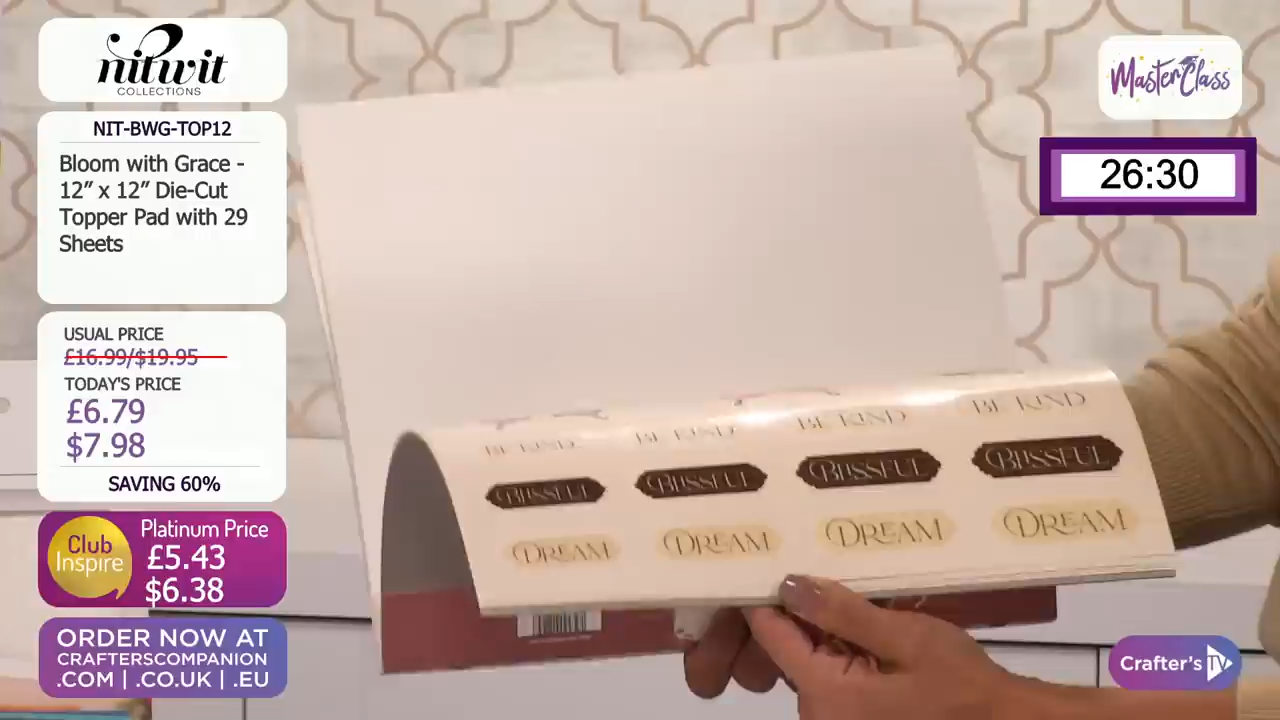 nitwit
COLLECTIONS
NIT-BWG-TOP12
Bloom with Grace -
12” x 12” Die-Cut
Topper Pad with 29
Sheets
USUAL PRICE
£16.99/$19.95
TODAY'S PRICE
£6.79
$7.98
SAVING 60%
Club
Inspire
Platinum Price
£5.43
$6.38
ORDER NOW AT
CRAFTERSCOMPANION
.COM | .CO.UK | .EU
MasterClass
26:30
BE KIND BE KIND BE KIND BE KIND
BLISSFUL BLISSFUL BLISSFUL BLISSFUL
DREAM DREAM DREAM DREAM
Crafter's TV